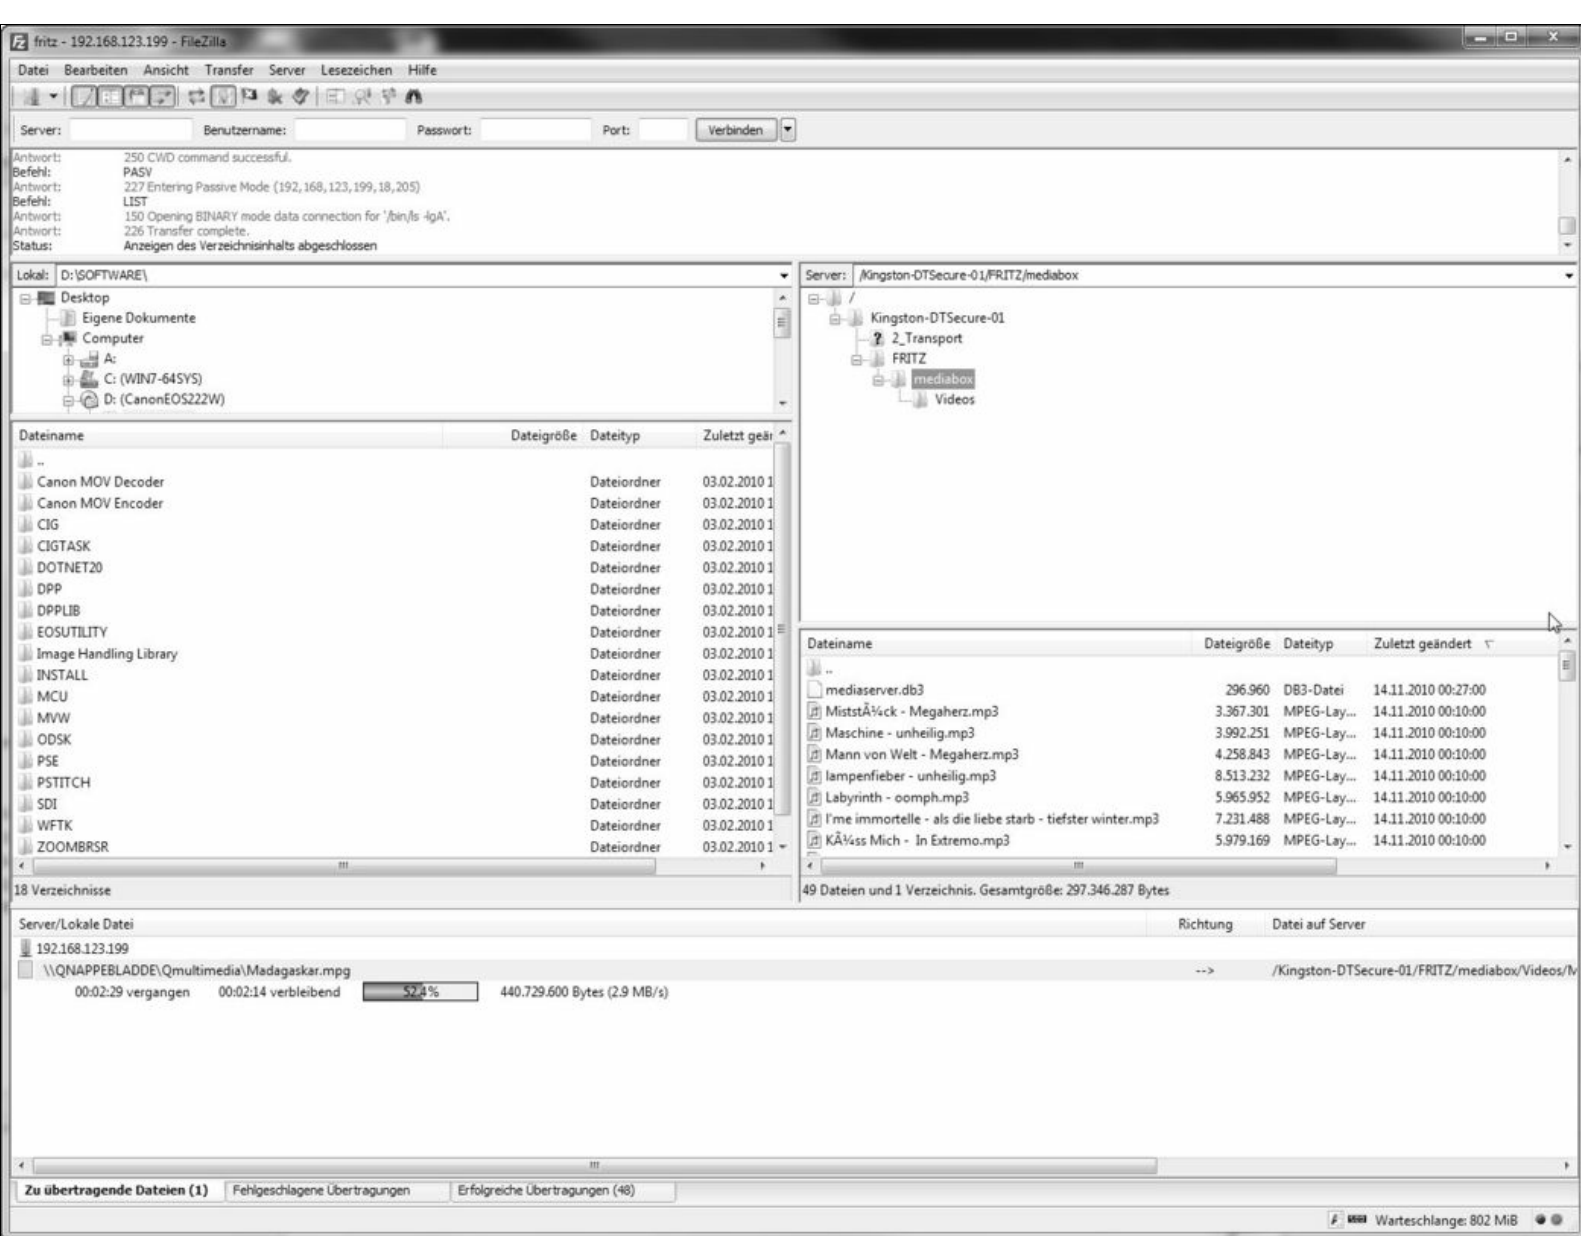 fritz - 192.168.123.199 - FileZilla
Datei Bearbeiten Ansicht Transfer Server Lesezeichen Hilfe
Server: Benutzername: Passwort: Port: Verbinden
Antwort: 250 CWD command successful.
Befehl: PASV
Antwort: 227 Entering Passive Mode (192,168,123,199,18,205)
Befehl: LIST
Antwort: 150 Opening BINARY mode data connection for '/bin/ls -lgA'.
Antwort: 226 Transfer complete.
Status: Anzeigen des Verzeichnisinhalts abgeschlossen
Lokal: D:\SOFTWARE\
Desktop
Eigene Dokumente
Computer
A:
C: (WIN7-64SYS)
D: (CanonEOS222W)
Dateiname Dateigröße Dateityp Zuletzt geär
..
Canon MOV Decoder Dateiordner 03.02.2010 1
Canon MOV Encoder Dateiordner 03.02.2010 1
CIG Dateiordner 03.02.2010 1
CIGTASK Dateiordner 03.02.2010 1
DOTNET20 Dateiordner 03.02.2010 1
DPP Dateiordner 03.02.2010 1
DPPLIB Dateiordner 03.02.2010 1
EOSUTILITY Dateiordner 03.02.2010 1
Image Handling Library Dateiordner 03.02.2010 1
INSTALL Dateiordner 03.02.2010 1
MCU Dateiordner 03.02.2010 1
MVW Dateiordner 03.02.2010 1
ODSK Dateiordner 03.02.2010 1
PSE Dateiordner 03.02.2010 1
PSTITCH Dateiordner 03.02.2010 1
SDI Dateiordner 03.02.2010 1
WFTK Dateiordner 03.02.2010 1
ZOOMBRSR Dateiordner 03.02.2010 1
18 Verzeichnisse
Server: /Kingston-DTSecure-01/FRITZ/mediabox
/
Kingston-DTSecure-01
? 2_Transport
FRITZ
mediabox
Videos
Dateiname Dateigröße Dateityp Zuletzt geändert
..
mediaserver.db3 296.960 DB3-Datei 14.11.2010 00:27:00
MiststÃ¼ck - Megaherz.mp3 3.367.301 MPEG-Lay... 14.11.2010 00:10:00
Maschine - unheilig.mp3 3.992.251 MPEG-Lay... 14.11.2010 00:10:00
Mann von Welt - Megaherz.mp3 4.258.843 MPEG-Lay... 14.11.2010 00:10:00
lampenfieber - unheilig.mp3 8.513.232 MPEG-Lay... 14.11.2010 00:10:00
Labyrinth - oomph.mp3 5.965.952 MPEG-Lay... 14.11.2010 00:10:00
I'me immortelle - als die liebe starb - tiefster winter.mp3 7.231.488 MPEG-Lay... 14.11.2010 00:10:00
KÃ¼ss Mich - In Extremo.mp3 5.979.169 MPEG-Lay... 14.11.2010 00:10:00
49 Dateien und 1 Verzeichnis. Gesamtgröße: 297.346.287 Bytes
Server/Lokale Datei Richtung Datei auf Server
192.168.123.199
\\QNAPPEBLADDE\Qmultimedia\Madagaskar.mpg --> /Kingston-DTSecure-01/FRITZ/mediabox/Videos/M
00:02:29 vergangen 00:02:14 verbleibend 52.4% 440.729.600 Bytes (2.9 MB/s)
Zu übertragende Dateien (1) Fehlgeschlagene Übertragungen Erfolgreiche Übertragungen (48)
Warteschlange: 802 MiB